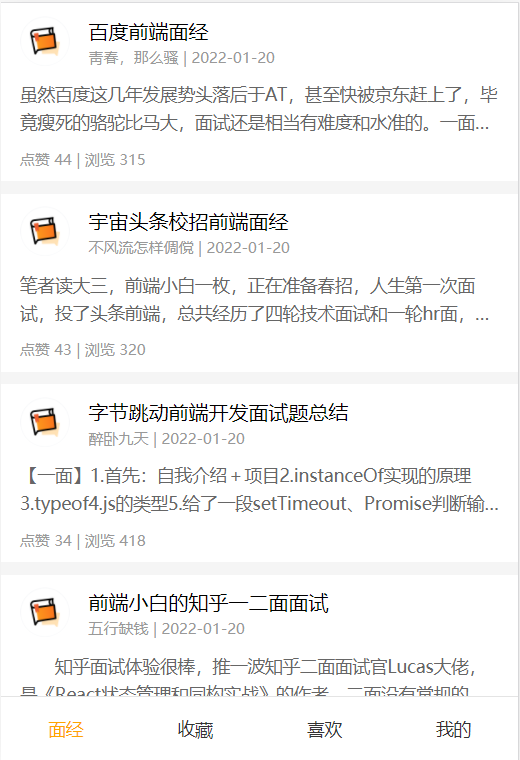 百度前端面经
青春，那么骚 | 2022-01-20
虽然百度这几年发展势头落后于AT，甚至快被京东赶上了，毕
竟瘦死的骆驼比马大，面试还是相当有难度和水准的。一面...
点赞 44 | 浏览 315
宇宙头条校招前端面经
不风流怎样倜傥 | 2022-01-20
笔者读大三，前端小白一枚，正在准备春招，人生第一次面
试，投了头条前端，总共经历了四轮技术面试和一轮hr面，...
点赞 43 | 浏览 320
字节跳动前端开发面试题总结
醉卧九天 | 2022-01-20
【一面】1.首先：自我介绍＋项目2.instanceOf实现的原理
3.typeof4.js的类型5.给了一段setTimeout、Promise判断输...
点赞 34 | 浏览 418
前端小白的知乎一二面面试
五行缺钱 | 2022-01-20
知乎面试体验很棒，推一波知乎二面面试官Lucas大佬，
是《React状态管理和同构实战》的作者。二面没有常规的
面经 收藏 喜欢 我的